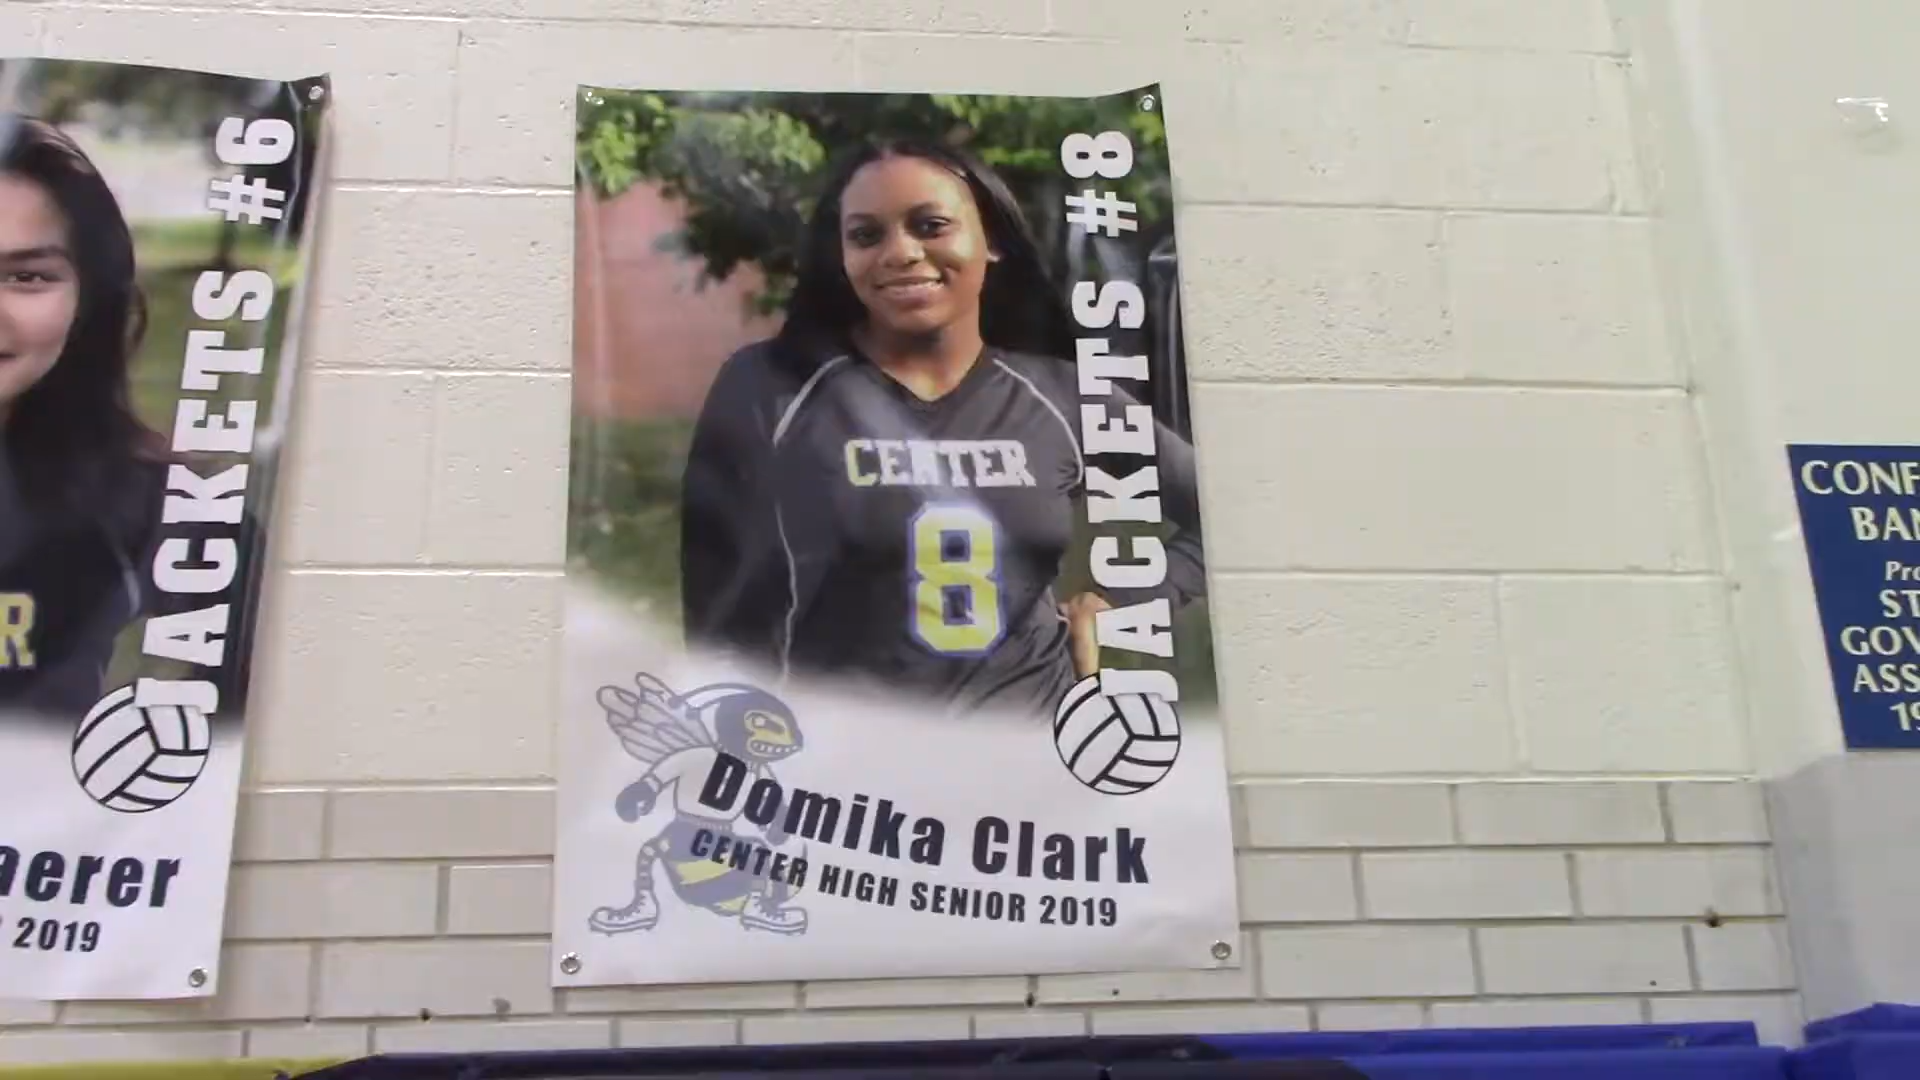 JACKETS #6
R
aerer
2019
JACKETS #8
CENTER
8
Domika Clark
CENTER HIGH SENIOR 2019
CONF
BAN
Pro
ST
GOV
ASS
19